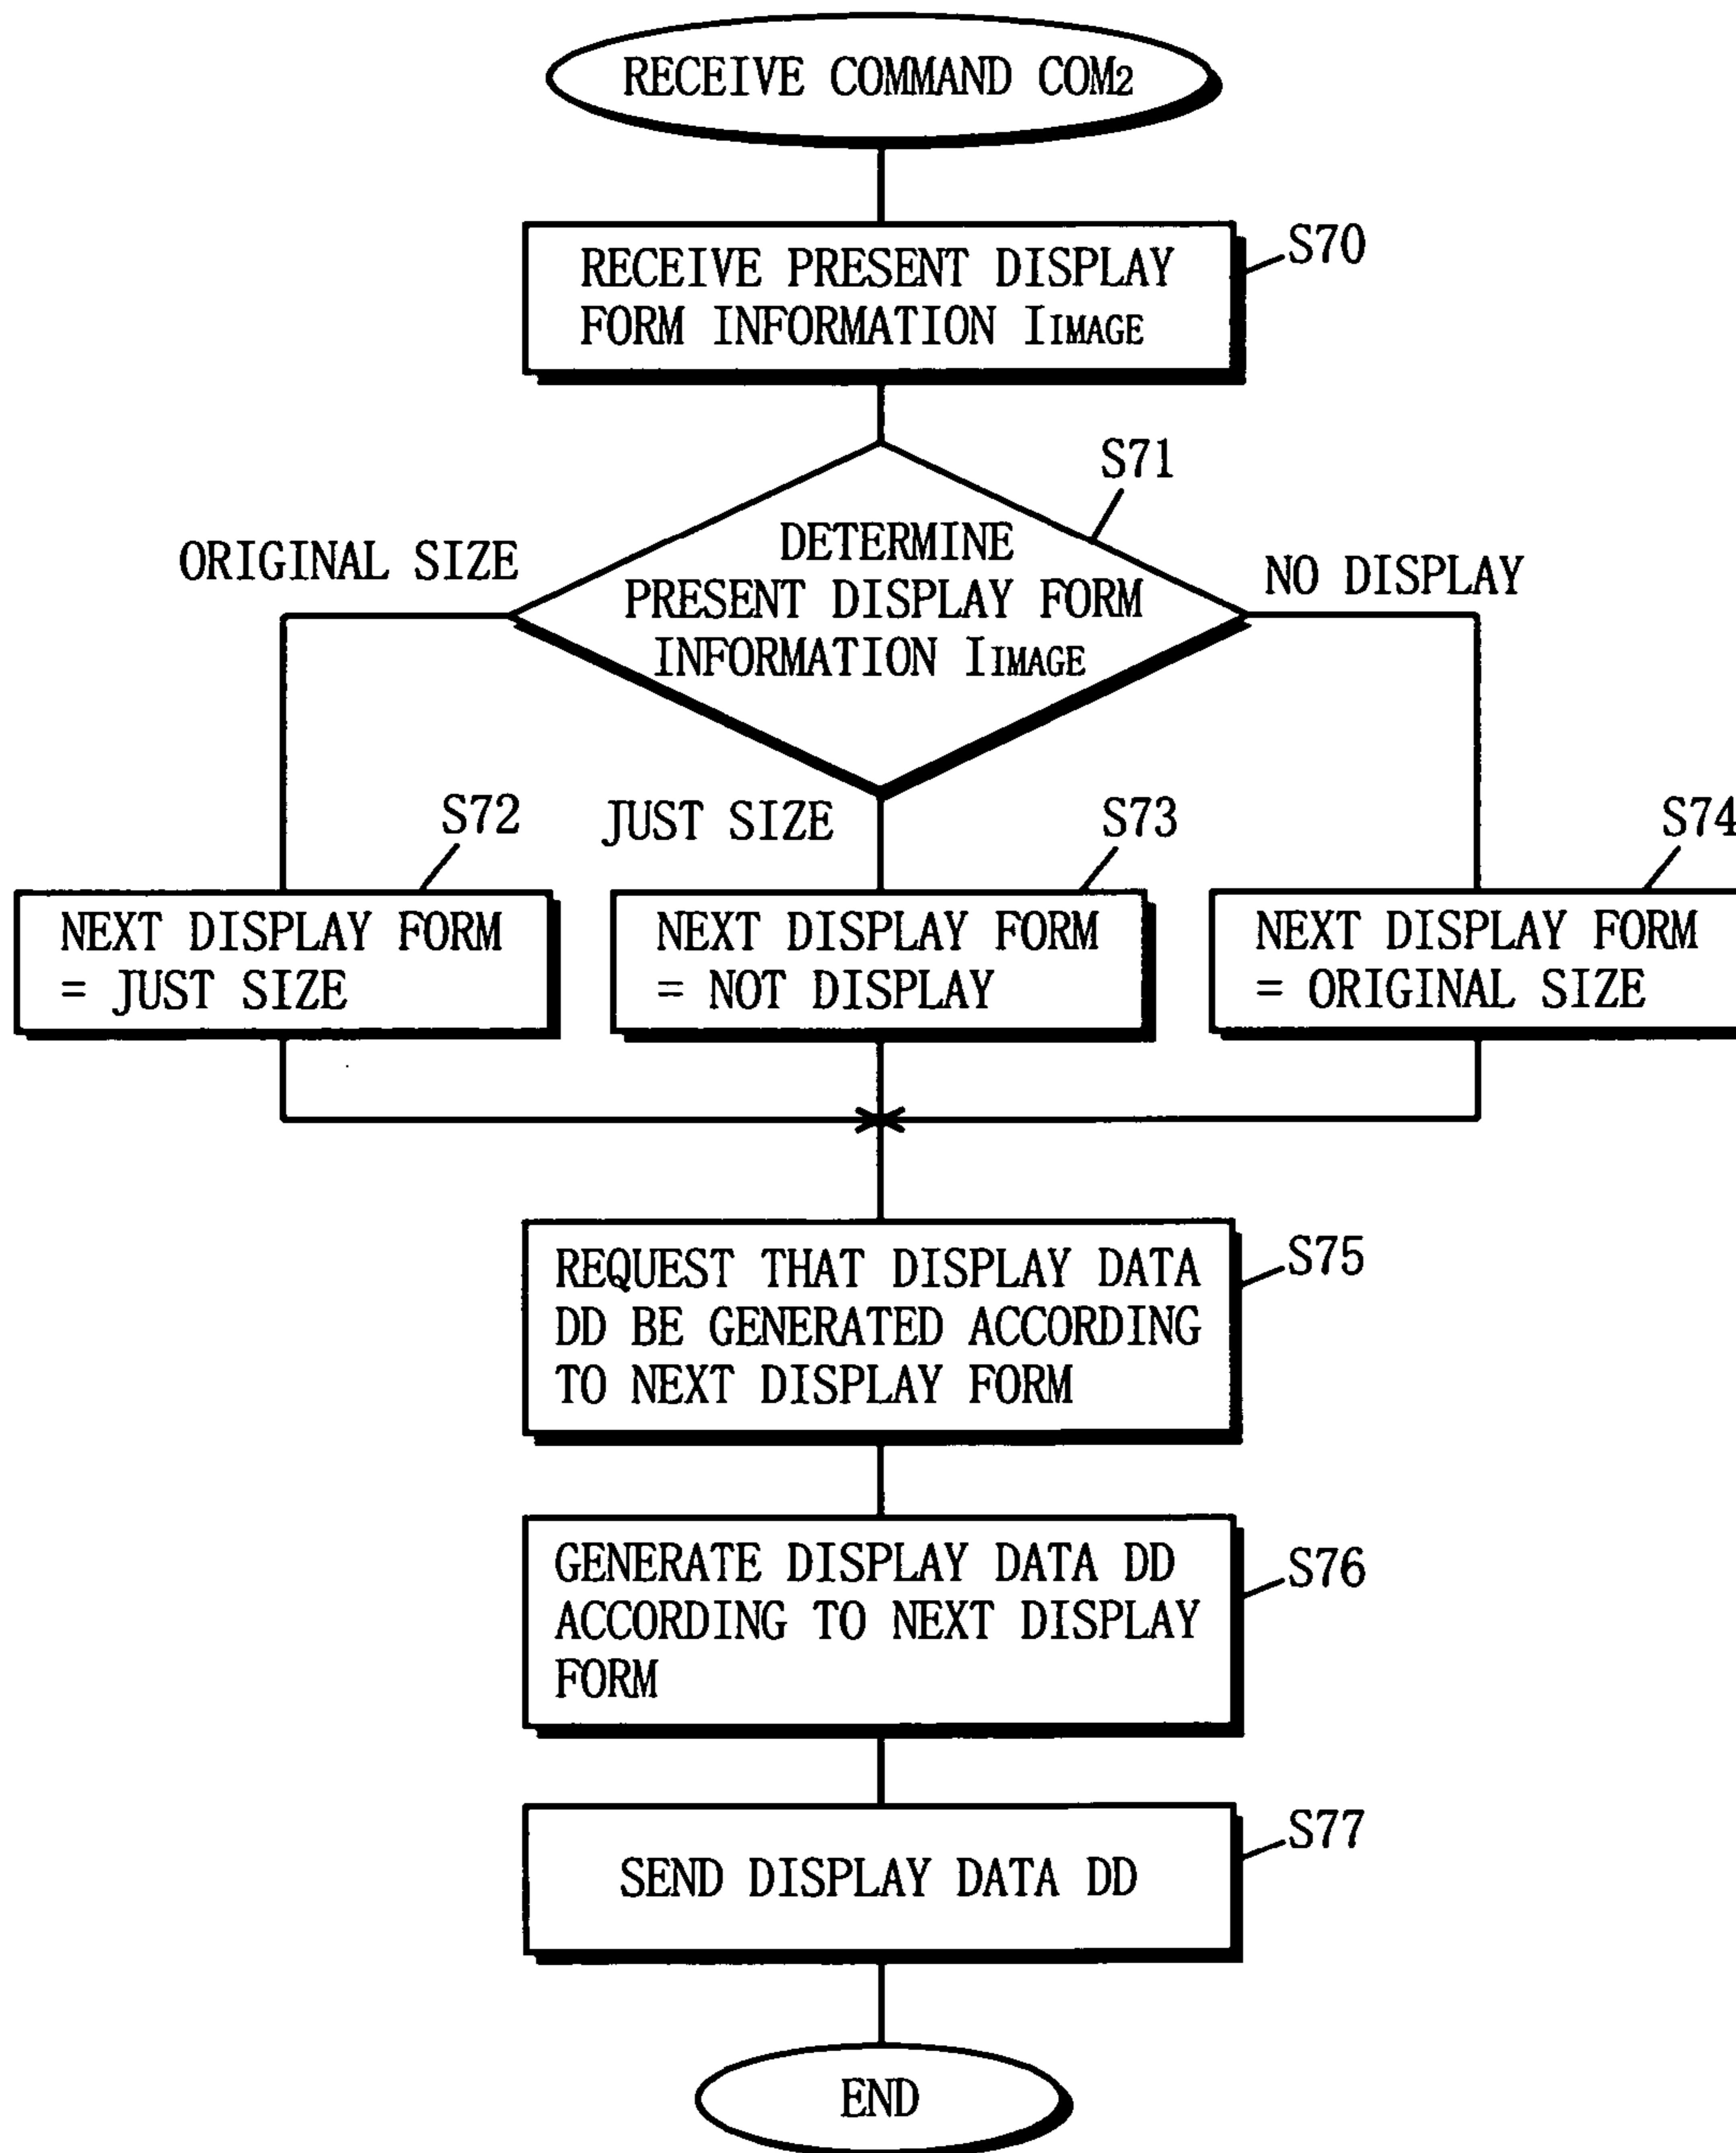 RECEIVE COMMAND COM2
S70
RECEIVE PRESENT DISPLAY
FORM INFORMATION IIMAGE
S71
DETERMINE
PRESENT DISPLAY FORM
INFORMATION IIMAGE
ORIGINAL SIZE
NO DISPLAY
JUST SIZE
S72
NEXT DISPLAY FORM
= JUST SIZE
S73
NEXT DISPLAY FORM
= NOT DISPLAY
S74
NEXT DISPLAY FORM
= ORIGINAL SIZE
S75
REQUEST THAT DISPLAY DATA
DD BE GENERATED ACCORDING
TO NEXT DISPLAY FORM
S76
GENERATE DISPLAY DATA DD
ACCORDING TO NEXT DISPLAY
FORM
S77
SEND DISPLAY DATA DD
END